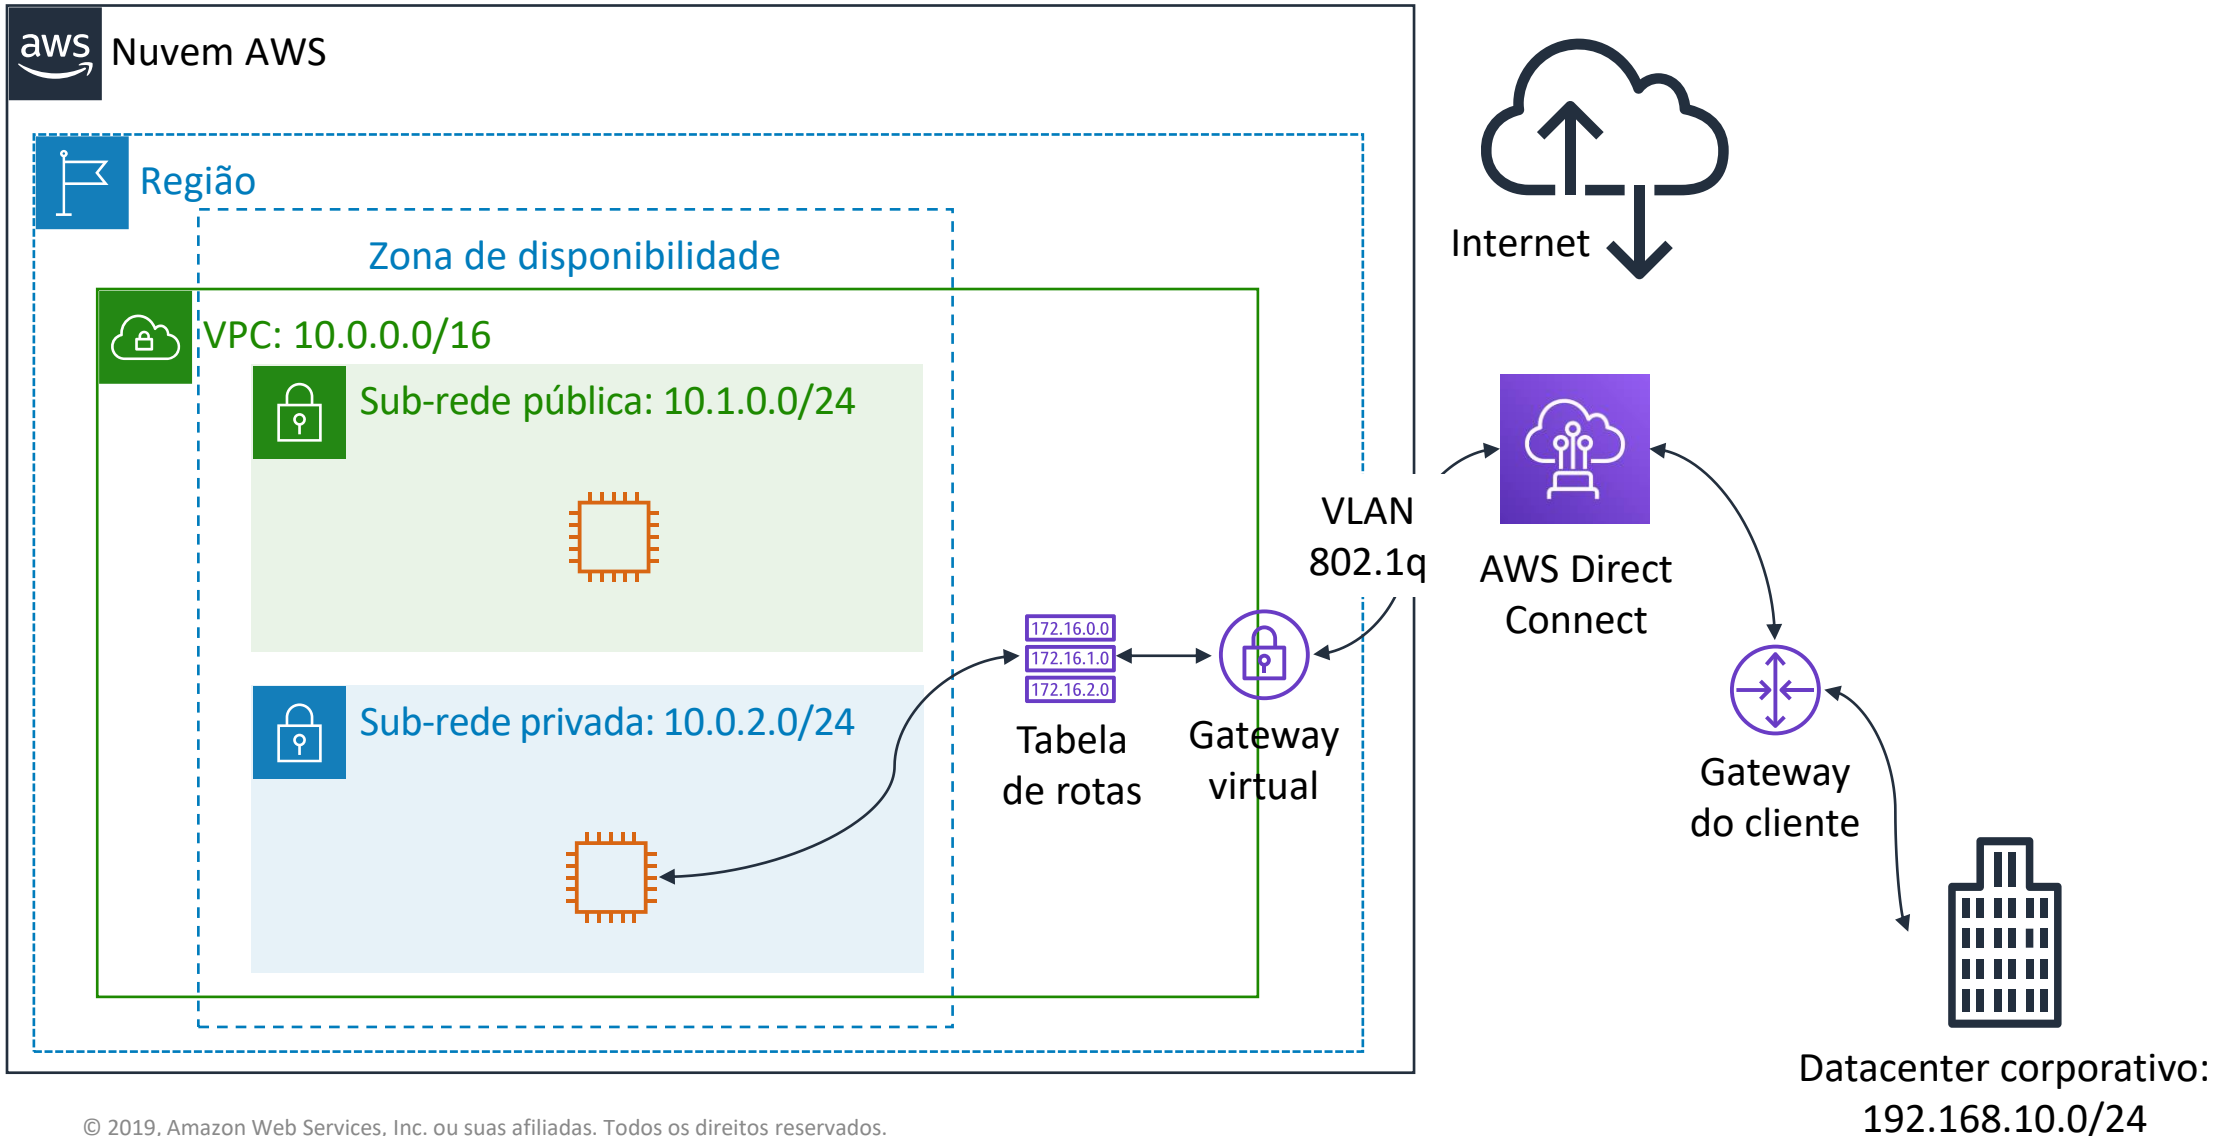 aws
Nuvem AWS
Região
Zona de disponibilidade
VPC: 10.0.0.0/16
Sub-rede pública: 10.1.0.0/24
Sub-rede privada: 10.0.2.0/24
172.16.0.0
172.16.1.0
172.16.2.0
Tabela
de rotas
Gateway
virtual
VLAN
802.1q
Internet
AWS Direct
Connect
Gateway
do cliente
Datacenter corporativo:
192.168.10.0/24
© 2019, Amazon Web Services, Inc. ou suas afiliadas. Todos os direitos reservados.